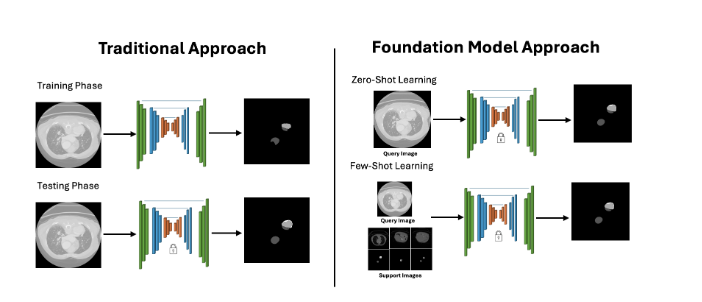 Traditional Approach
Training Phase
Testing Phase
Foundation Model Approach
Zero-Shot Learning
Query Image
Few-Shot Learning
Query Image
Support Images